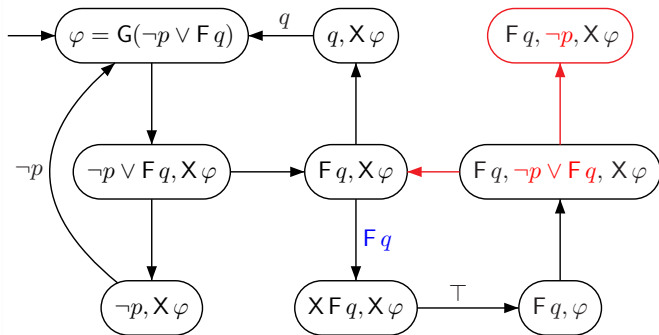 φ = G(¬p ∨ F q)
q
q, X φ
F q, ¬p, X φ
¬p
¬p ∨ F q, X φ
F q, X φ
F q, ¬p ∨ F q, X φ
F q
¬p, X φ
X F q, X φ
⊤
F q, φ